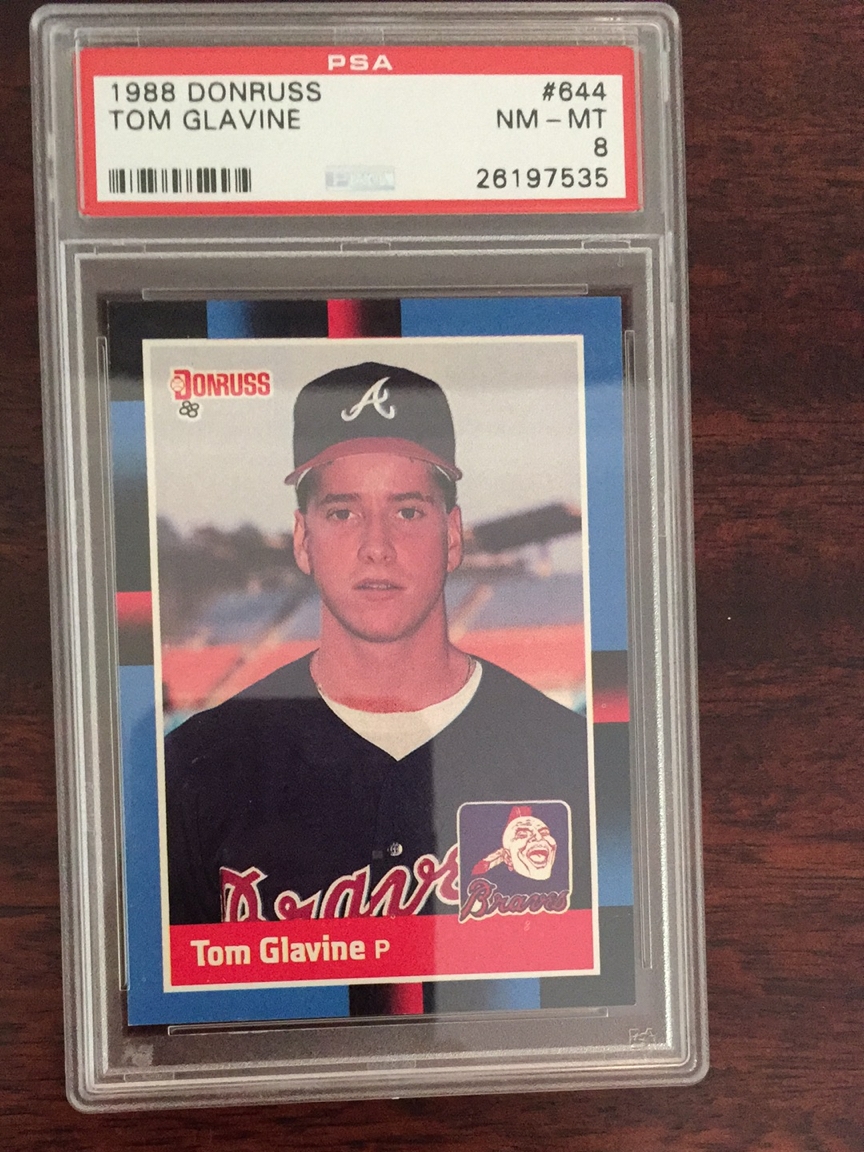 PSA
1988 DONRUSS #644
TOM GLAVINE NM - MT
8
26197535
DONRUSS
88
A
Braves
Braves
Tom Glavine P